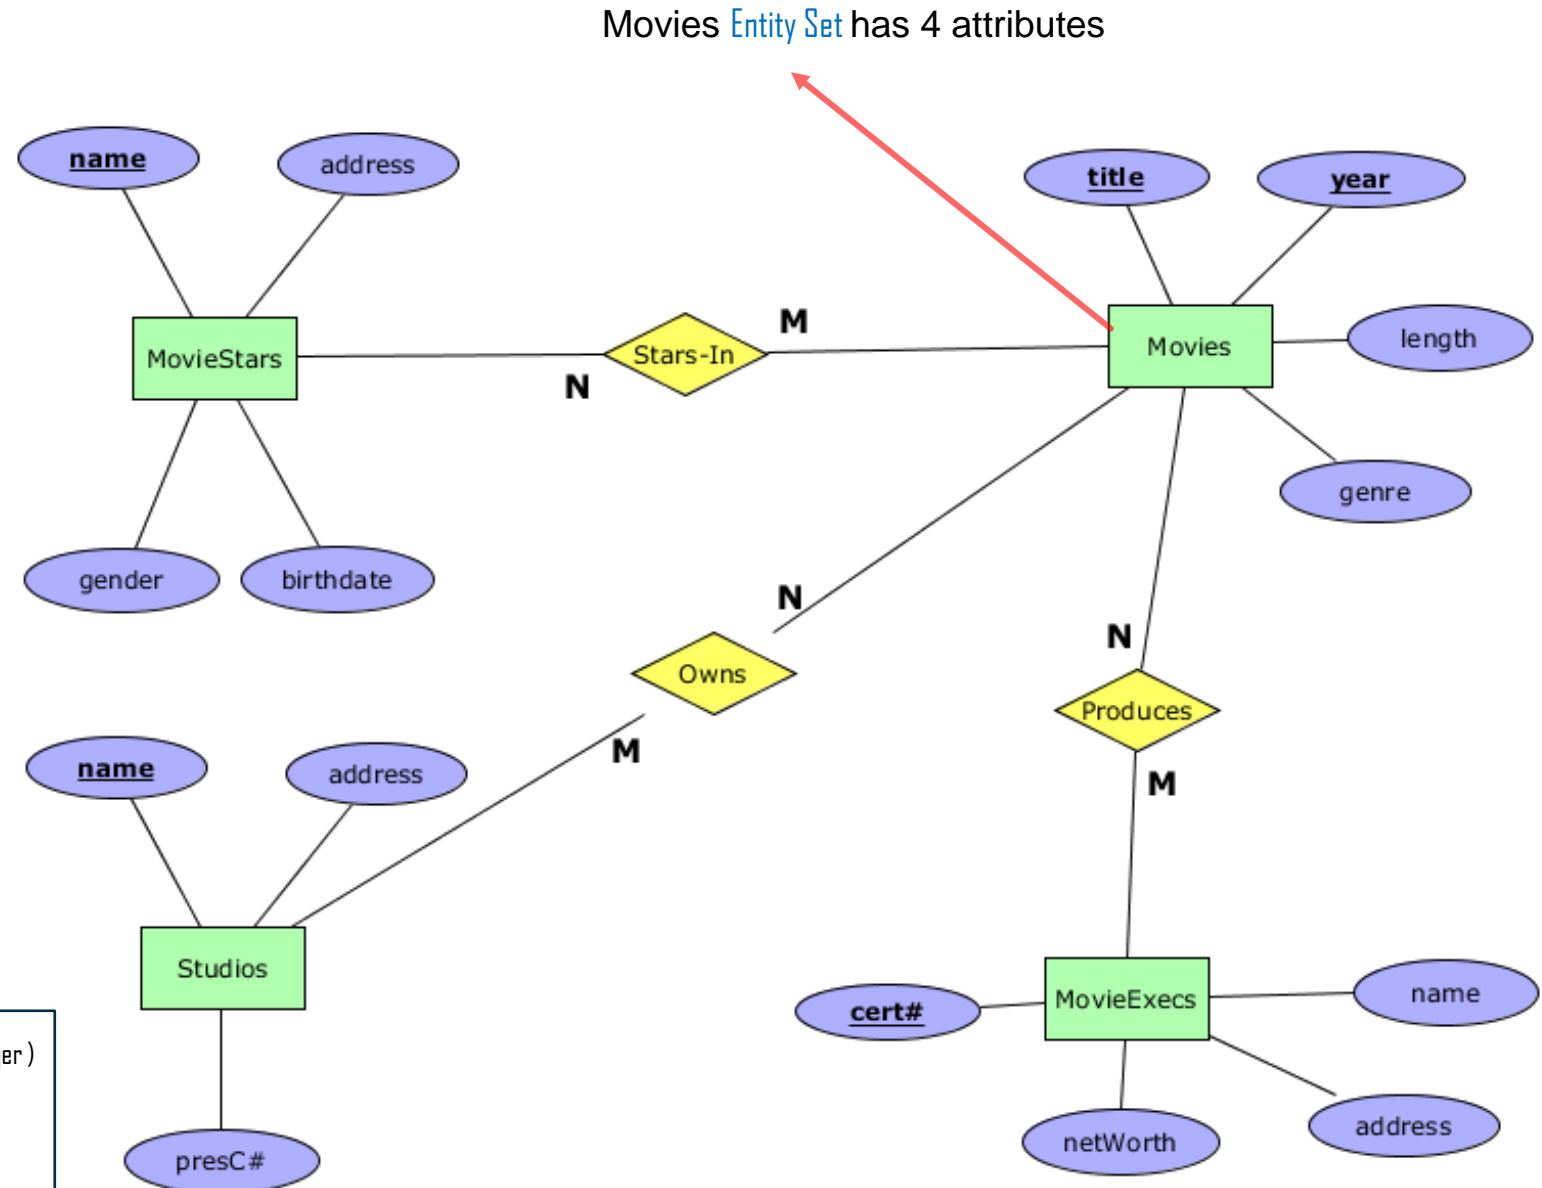 Movies Entity Set has 4 attributes
name
address
title
year
MovieStars
N
Stars-In
M
Movies
length
genre
gender
birthdate
N
Owns
M
N
Produces
M
name
address
Studios
presC#
cert#
MovieExecs
name
netWorth
address
er)